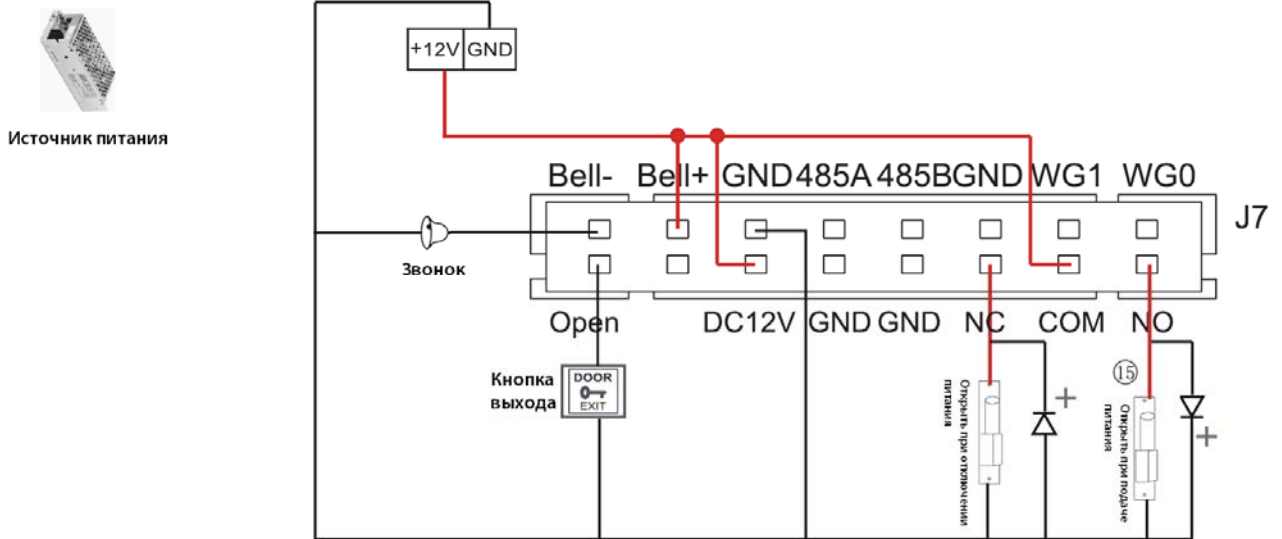 +12V GND
Источник питания
Bell- Bell+ GND 485A 485B GND WG1 WG0
J7
Звонок
Open DC12V GND GND NC COM NO
Кнопка
выхода
DOOR
EXIT
Открыть при отключении
питания
+
15
Открыть при подаче
питания
+